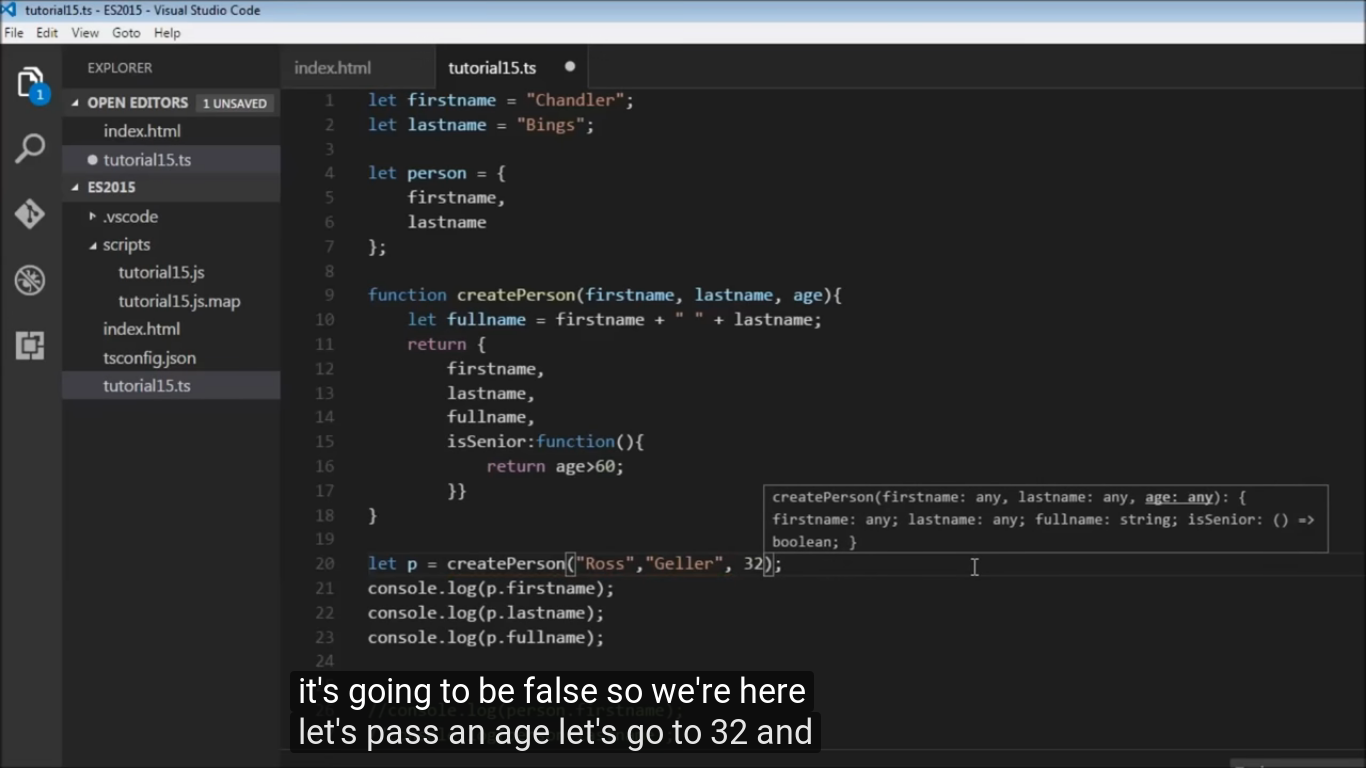 tutorial15.ts - ES2015 - Visual Studio Code
File Edit View Goto Help
EXPLORER
index.html
tutorial15.ts
1
OPEN EDITORS 1 UNSAVED
index.html
tutorial15.ts
ES2015
.vscode
scripts
tutorial15.js
tutorial15.js.map
index.html
tsconfig.json
tutorial15.ts
1 let firstname = "Chandler";
2 let lastname = "Bings";
3
4 let person = {
5 firstname,
6 lastname
7 };
8
9 function createPerson(firstname, lastname, age){
10 let fullname = firstname + " " + lastname;
11 return {
12 firstname,
13 lastname,
14 fullname,
15 isSenior:function(){
16 return age>60;
17 }}
18 }
19
createPerson(firstname: any, lastname: any, age: any): {
firstname: any; lastname: any; fullname: string; isSenior: () =>
boolean; }
20 let p = createPerson("Ross","Geller", 32);
21 console.log(p.firstname);
22 console.log(p.lastname);
23 console.log(p.fullname);
24
it's going to be false so we're here
//console.log(person.firstname);
let's pass an age let's go to 32 and